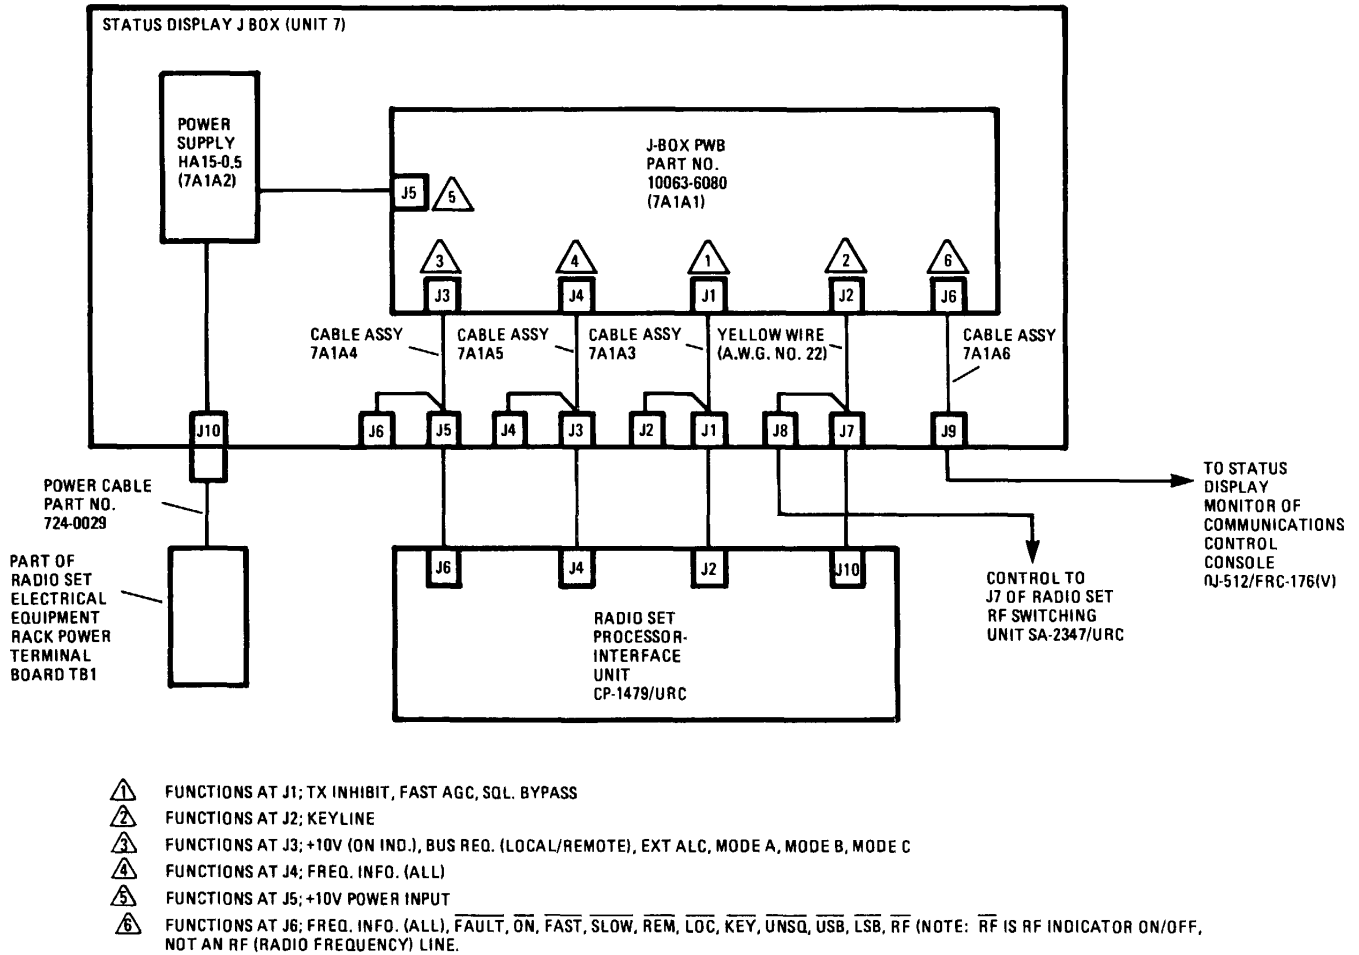 STATUS DISPLAY J BOX (UNIT 7)
POWER
SUPPLY
HA15-0.5
(7A1A2)
J-BOX PWB
PART NO.
10063-6080
(7A1A1)
J5
5
3
4
1
2
6
J3
J4
J1
J2
J6
CABLE ASSY
7A1A4
CABLE ASSY
7A1A5
CABLE ASSY
7A1A3
YELLOW WIRE
(A.W.G. NO. 22)
CABLE ASSY
7A1A6
J10
J6
J5
J4
J3
J2
J1
J8
J7
J9
POWER CABLE
PART NO.
724-0029
TO STATUS
DISPLAY
MONITOR OF
COMMUNICATIONS
CONTROL
CONSOLE
OJ-512/FRC-176(V)
PART OF
RADIO SET
ELECTRICAL
EQUIPMENT
RACK POWER
TERMINAL
BOARD TB1
J6
J4
J2
J10
RADIO SET
PROCESSOR-
INTERFACE
UNIT
CP-1479/URC
CONTROL TO
J7 OF RADIO SET
RF SWITCHING
UNIT SA-2347/URC
1 FUNCTIONS AT J1; TX INHIBIT, FAST AGC, SQL. BYPASS
2 FUNCTIONS AT J2; KEYLINE
3 FUNCTIONS AT J3; +10V (ON IND.), BUS REQ. (LOCAL/REMOTE), EXT ALC, MODE A, MODE B, MODE C
4 FUNCTIONS AT J4; FREQ. INFO. (ALL)
5 FUNCTIONS AT J5; +10V POWER INPUT
6 FUNCTIONS AT J6; FREQ. INFO. (ALL), FAULT, ON, FAST, SLOW, REM, LOC, KEY, UNSQ, USB, LSB, RF (NOTE: RF IS RF INDICATOR ON/OFF,
NOT AN RF (RADIO FREQUENCY) LINE.